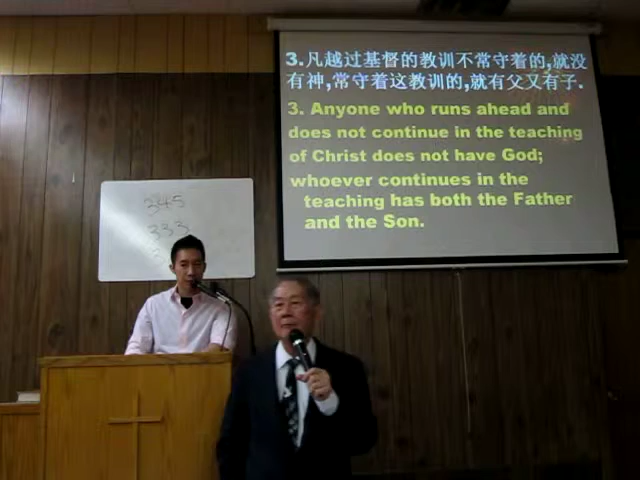 3.凡越过基督的教训不常守着的,就没
有神,常守着这教训的,就有父又有子.
3. Anyone who runs ahead and
does not continue in the teaching
of Christ does not have God;
whoever continues in the
teaching has both the Father
and the Son.
345
333